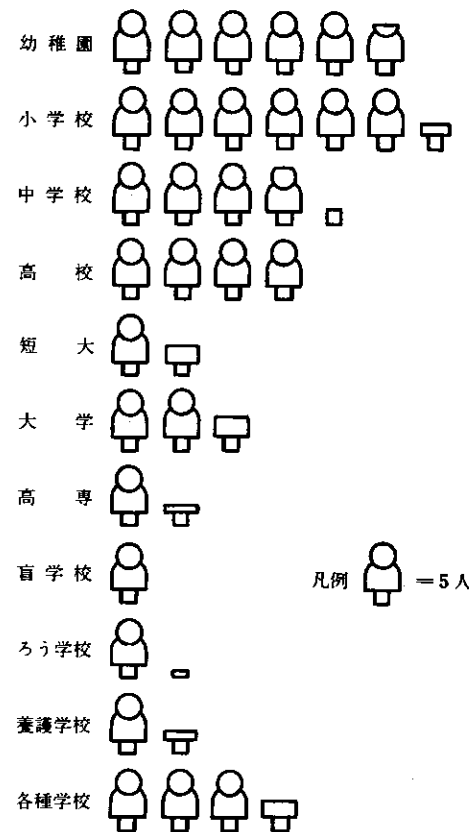 幼稚園
小学校
中学校
高校
短大
大学
高専
盲学校
凡例 =5人
ろう学校
養護学校
各種学校